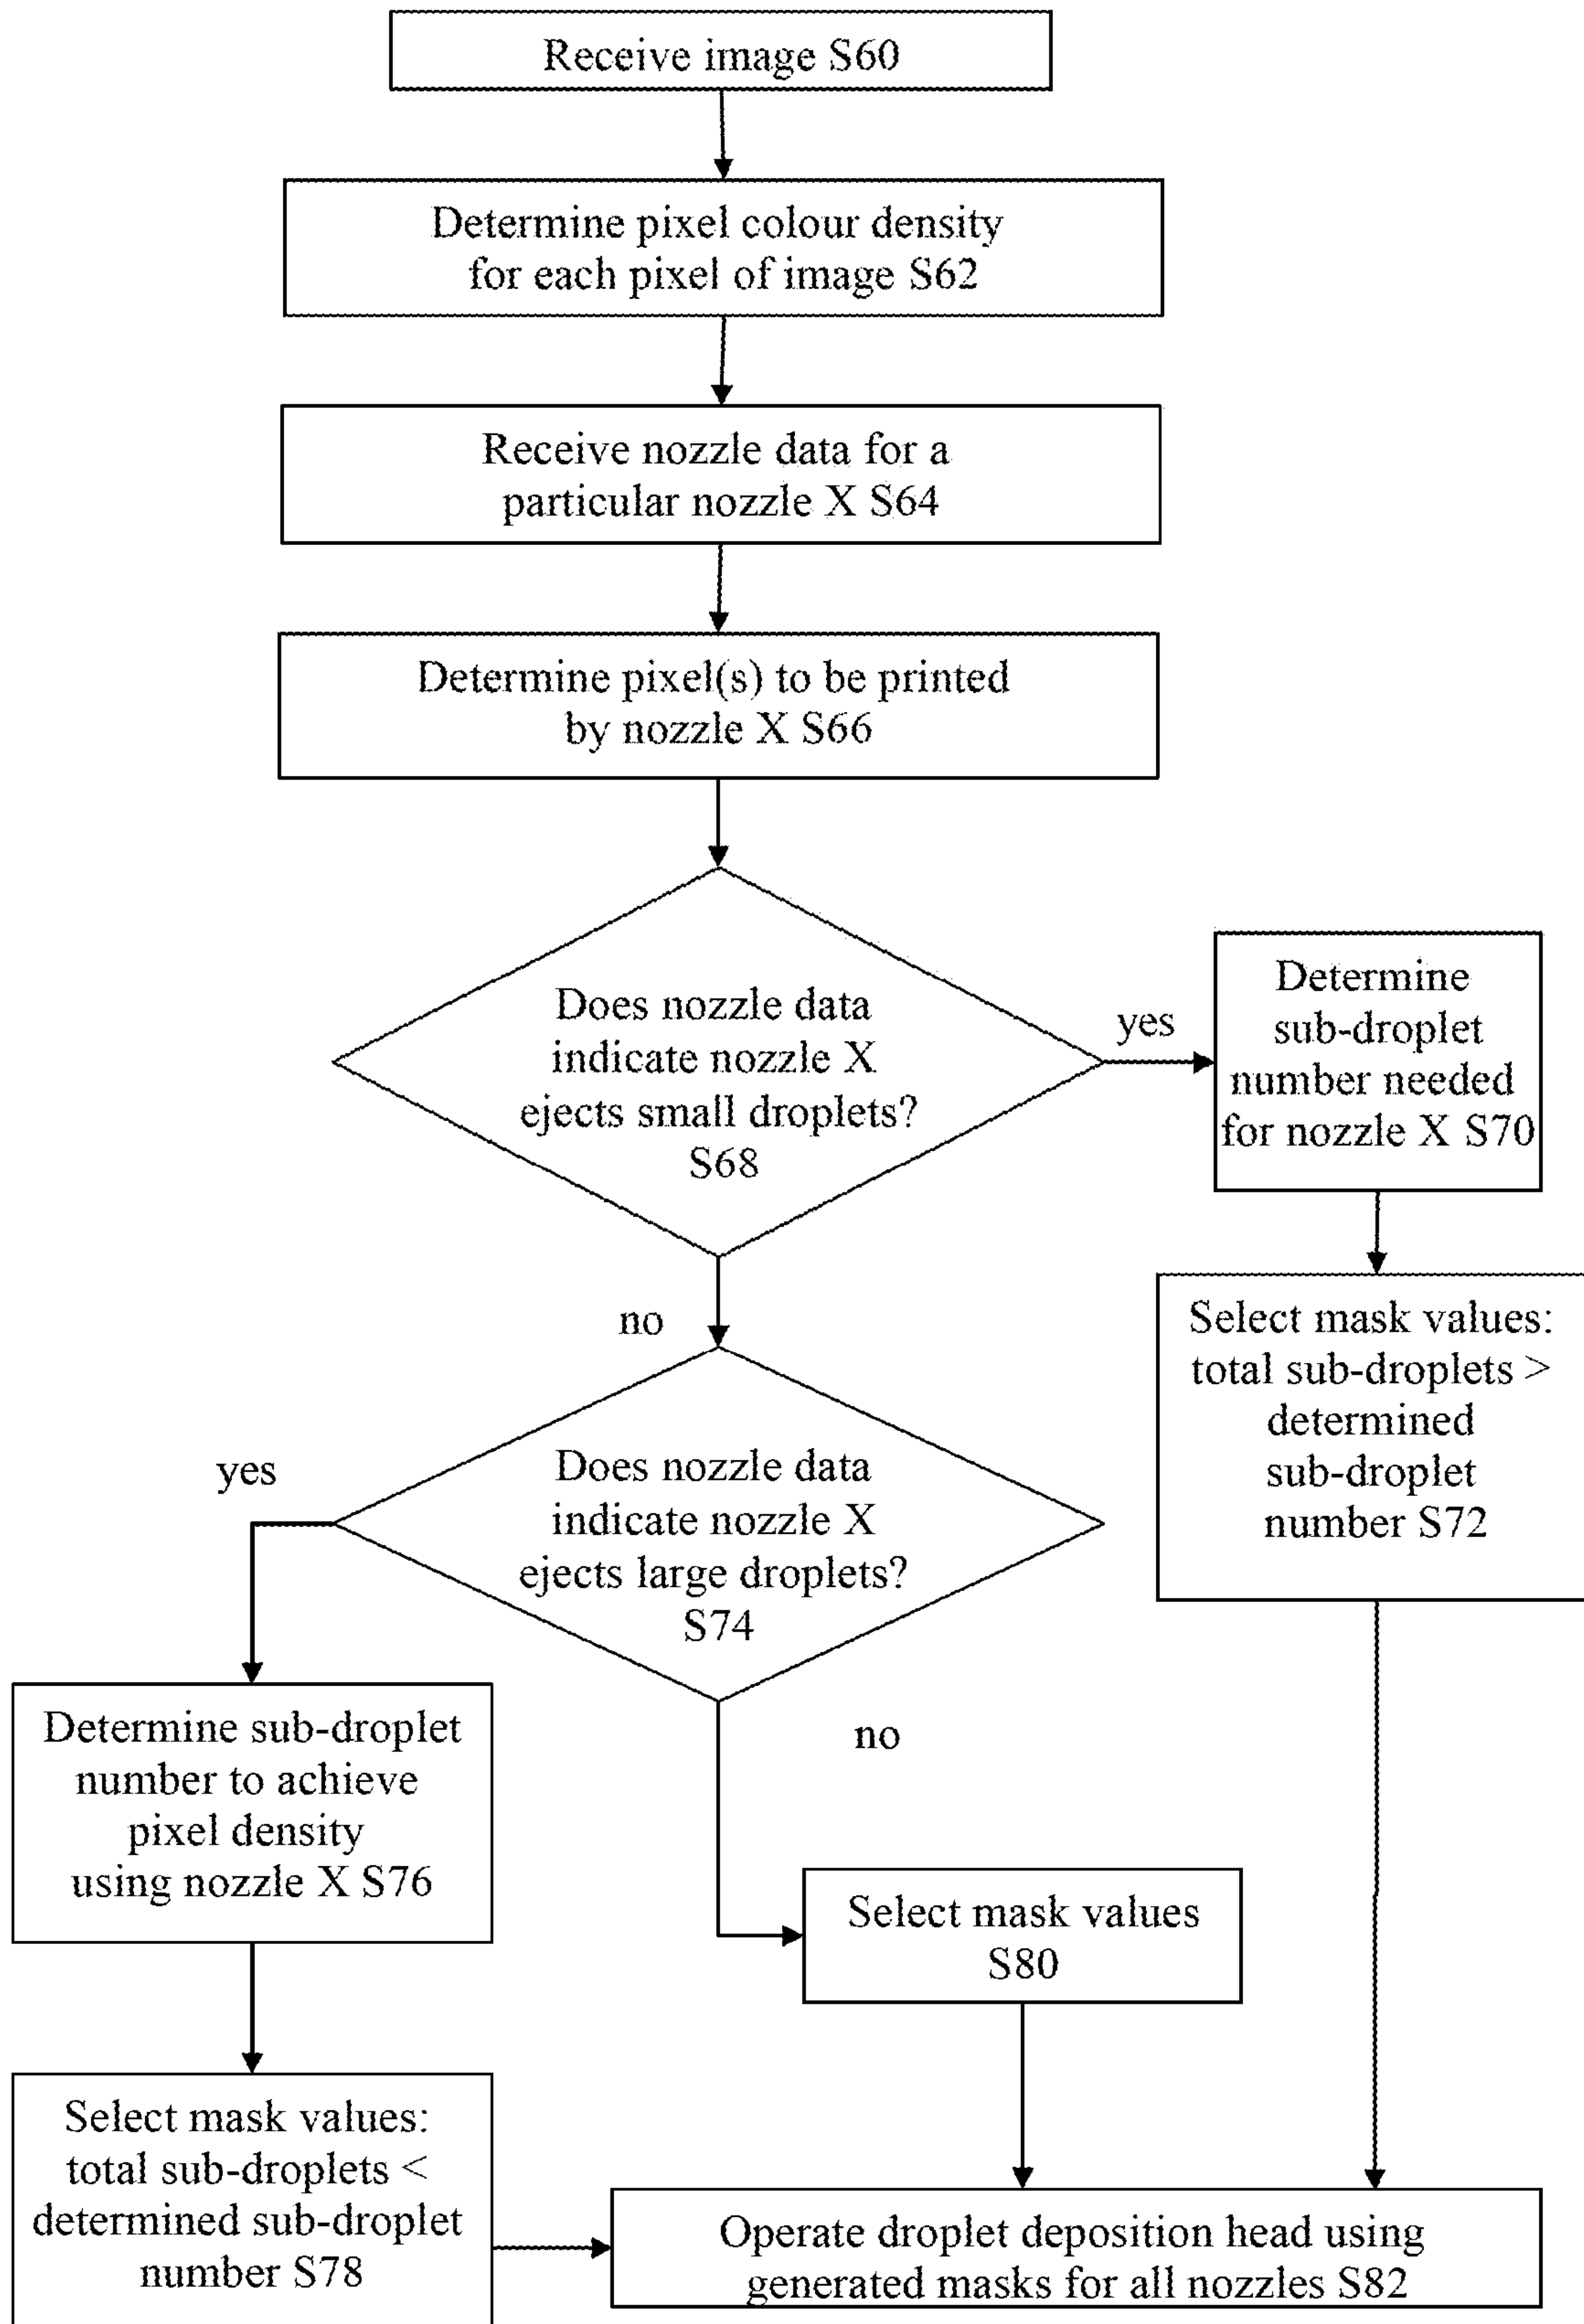 Receive image S60
Determine pixel colour density
for each pixel of image S62
Receive nozzle data for a
particular nozzle X S64
Determine pixel(s) to be printed
by nozzle X S66
Does nozzle data
indicate nozzle X
ejects small droplets?
S68
yes
Determine
sub-droplet
number needed
for nozzle X S70
no
Select mask values:
total sub-droplets >
determined
sub-droplet
number S72
Does nozzle data
indicate nozzle X
ejects large droplets?
S74
yes
no
Determine sub-droplet
number to achieve
pixel density
using nozzle X S76
Select mask values
S80
Select mask values:
total sub-droplets <
determined sub-droplet
number S78
Operate droplet deposition head using
generated masks for all nozzles S82